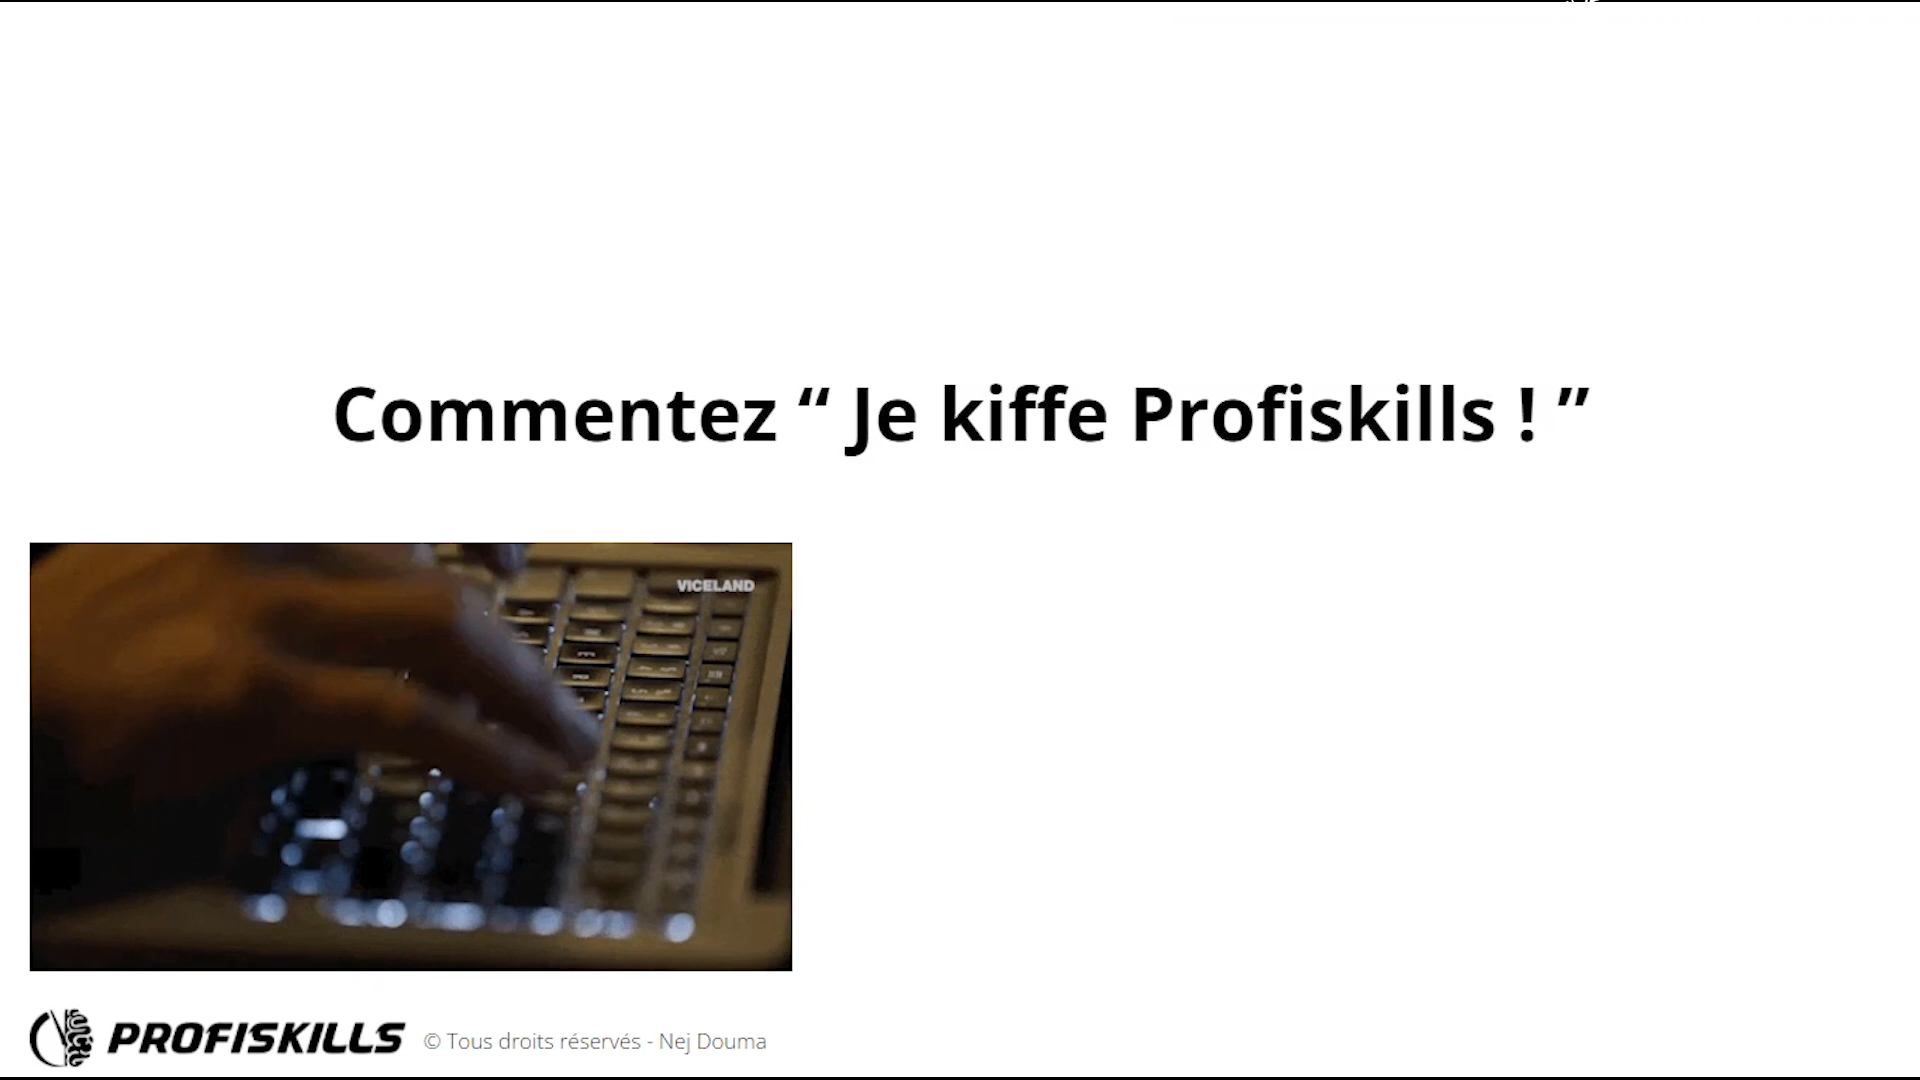 Commentez “ Je kiffe Profiskills ! ”
VICELAND
PROFISKILLS
© Tous droits réservés - Nej Douma